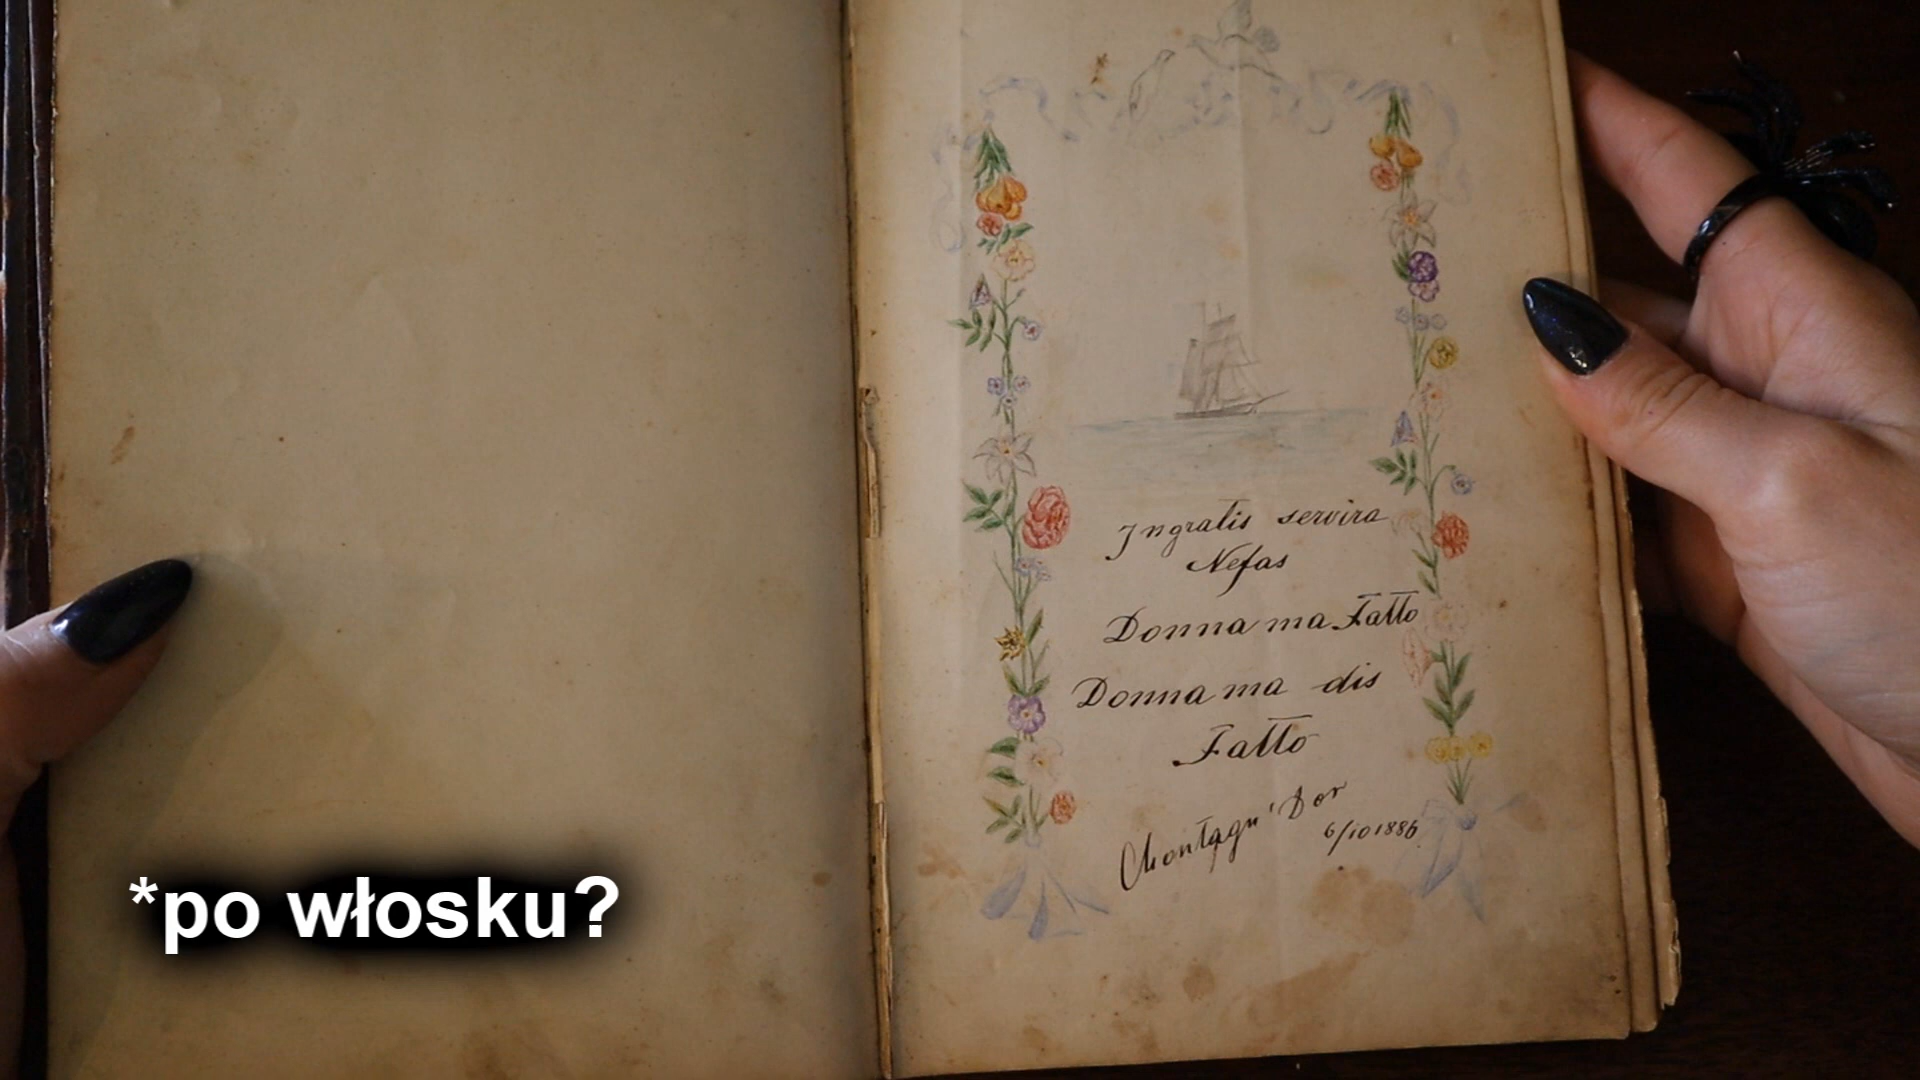 Ingratis servira
Nefas
Donna ma Fatto
Donna ma dis
Fatto
6/10 1886
*po włosku?